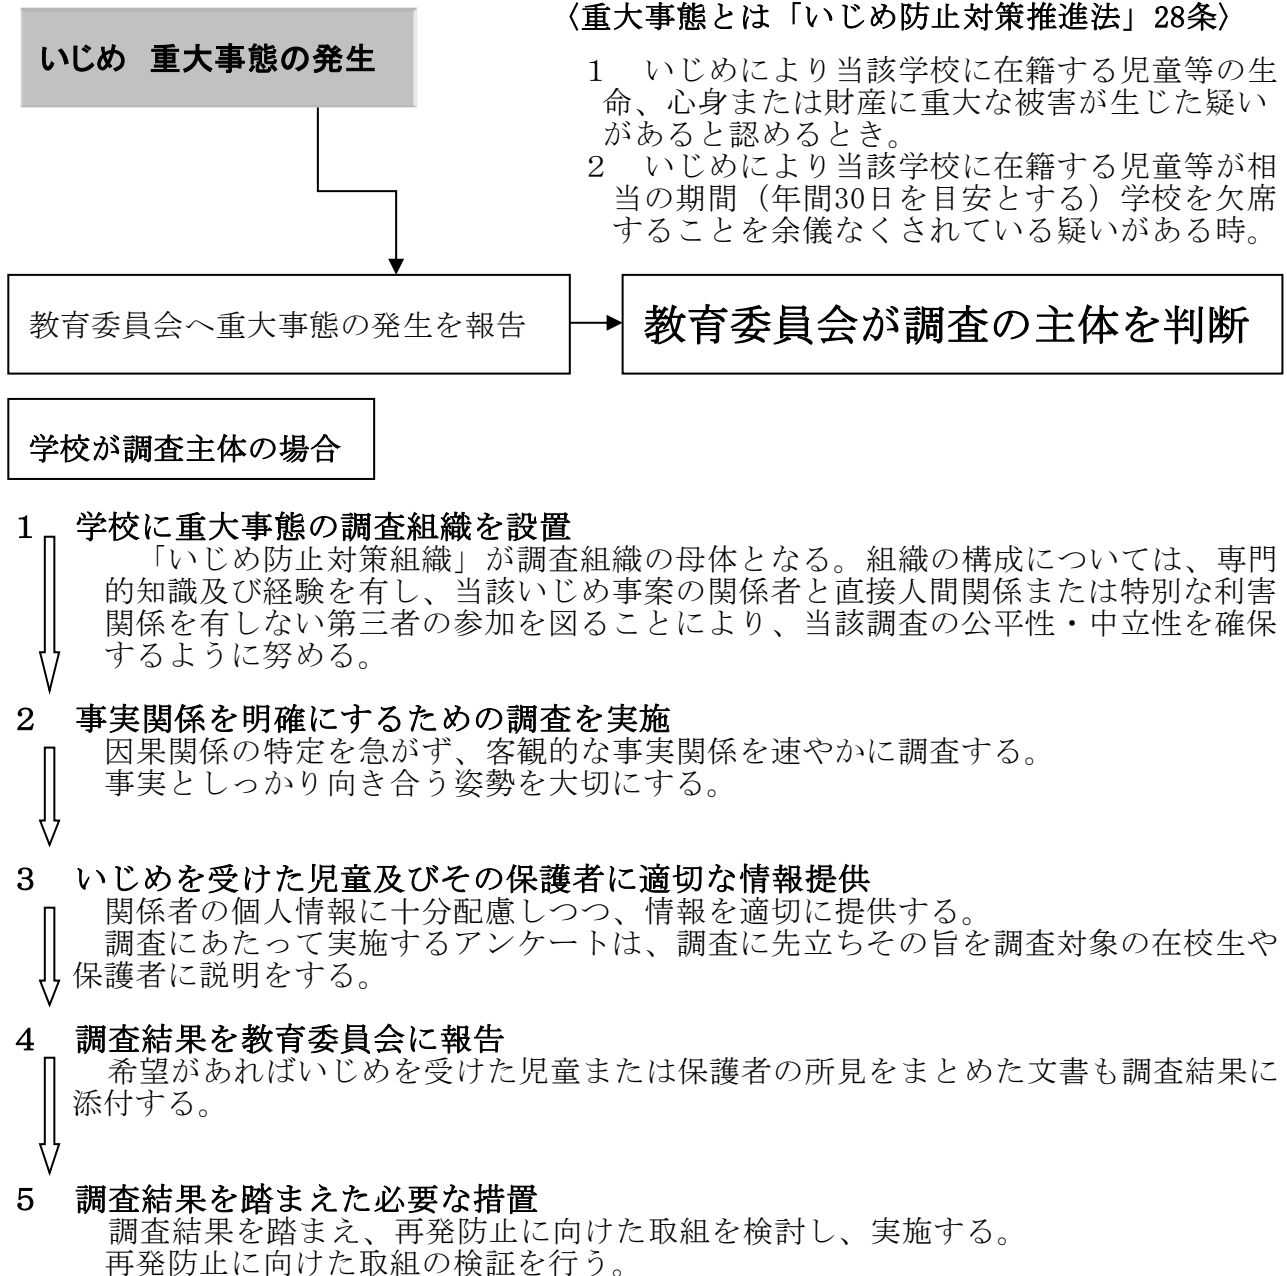 いじめ　重大事態の発生
〈重大事態とは「いじめ防止対策推進法」28条〉
１　いじめにより当該学校に在籍する児童等の生
命、心身または財産に重大な被害が生じた疑い
があると認めるとき。
２　いじめにより当該学校に在籍する児童等が相
当の期間（年間30日を目安とする）学校を欠席
することを余儀なくされている疑いがある時。
教育委員会へ重大事態の発生を報告
教育委員会が調査の主体を判断
学校が調査主体の場合
１　学校に重大事態の調査組織を設置
「いじめ防止対策組織」が調査組織の母体となる。組織の構成については、専門
的知識及び経験を有し、当該いじめ事案の関係者と直接人間関係または特別な利害
関係を有しない第三者の参加を図ることにより、当該調査の公平性・中立性を確保
するように努める。
２　事実関係を明確にするための調査を実施
因果関係の特定を急がず、客観的な事実関係を速やかに調査する。
事実としっかり向き合う姿勢を大切にする。
３　いじめを受けた児童及びその保護者に適切な情報提供
関係者の個人情報に十分配慮しつつ、情報を適切に提供する。
調査にあたって実施するアンケートは、調査に先立ちその旨を調査対象の在校生や
保護者に説明をする。
４　調査結果を教育委員会に報告
希望があればいじめを受けた児童または保護者の所見をまとめた文書も調査結果に
添付する。
５　調査結果を踏まえた必要な措置
調査結果を踏まえ、再発防止に向けた取組を検討し、実施する。
再発防止に向けた取組の検証を行う。